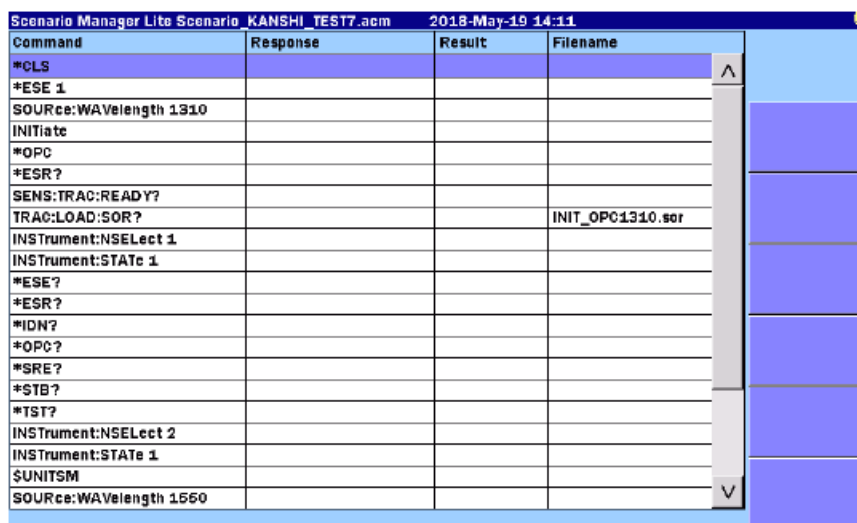 Scenario Manager Lite Scenario_KANSHI_TEST7.acm 2018-May-19 14:11
Command Response Result Filename
*CLS
*ESE 1
SOURce:WAVelength 1310
INITiate
*OPC
*ESR?
SENS:TRAC:READY?
TRAC:LOAD:SOR? INIT_OPC1310.sor
INSTrument:NSELect 1
INSTrument:STATe 1
*ESE?
*ESR?
*IDN?
*OPC?
*SRE?
*STB?
*TST?
INSTrument:NSELect 2
INSTrument:STATe 1
$UNITSM
SOURce:WAVelength 1550